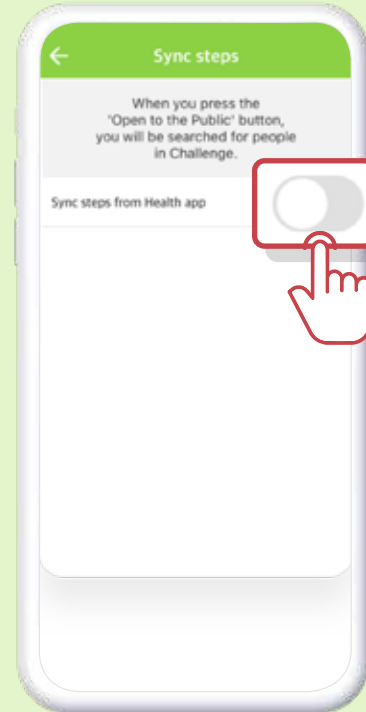 Sync steps
When you press the
'Open to the Public' button,
you will be searched for people
in Challenge.
Sync steps from Health app